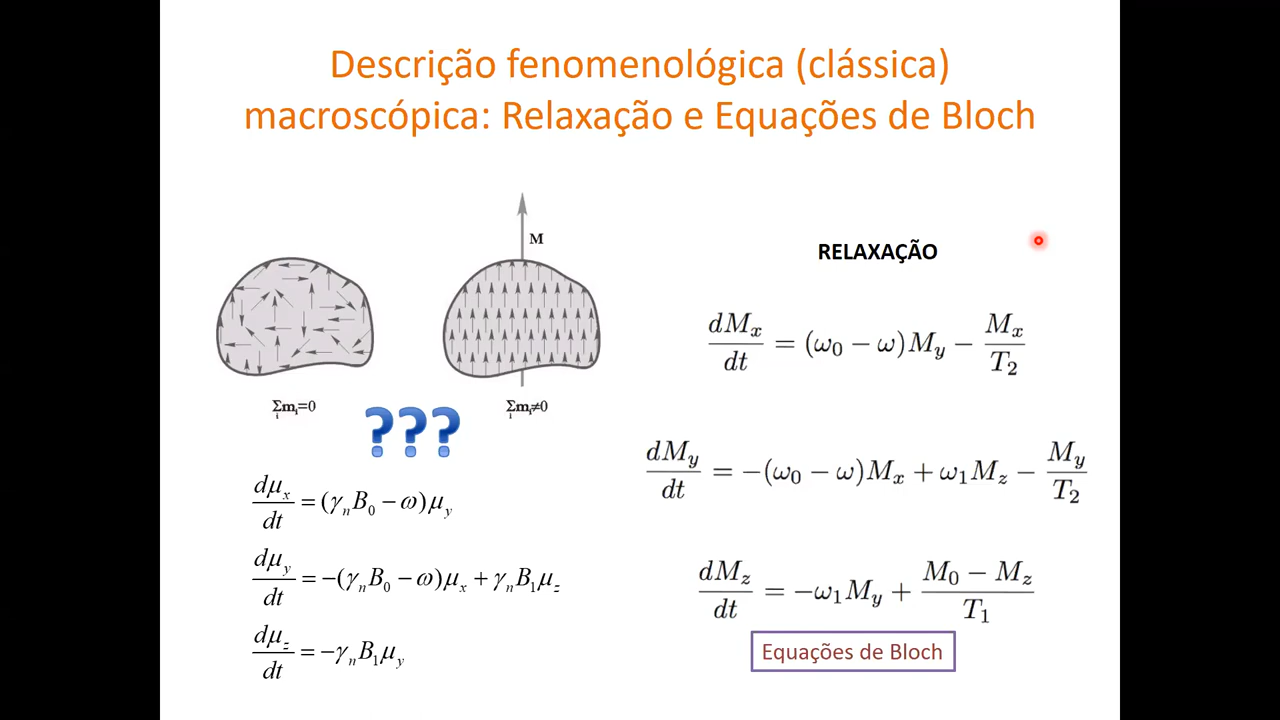 Descrição fenomenológica (clássica)
macroscópica: Relaxação e Equações de Bloch
M
Σmᵢ=0
i
Σmᵢ≠0
i
???
dμₓ/dt = (γₙB₀ − ω)μ_y
dμ_y/dt = −(γₙB₀ − ω)μₓ + γₙB₁μ_z
dμ_z/dt = −γₙB₁μ_y
RELAXAÇÃO
dMₓ/dt = (ω₀ − ω)M_y − Mₓ/T₂
dM_y/dt = −(ω₀ − ω)Mₓ + ω₁M_z − M_y/T₂
dM_z/dt = −ω₁M_y + (M₀ − M_z)/T₁
Equações de Bloch